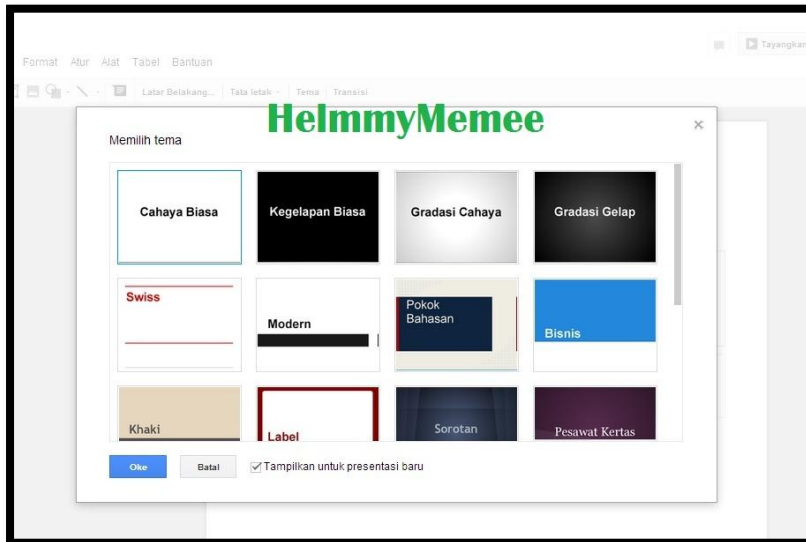 Tayangkan
Format Atur Alat Tabel Bantuan
Latar Belakang... Tata letak Tema Transisi
HelmmyMemee
Memilih tema
Cahaya Biasa
Kegelapan Biasa
Gradasi Cahaya
Gradasi Gelap
Swiss
Modern
Pokok
Bahasan
Bisnis
Khaki
Label
Sorotan
Pesawat Kertas
Oke Batal Tampilkan untuk presentasi baru